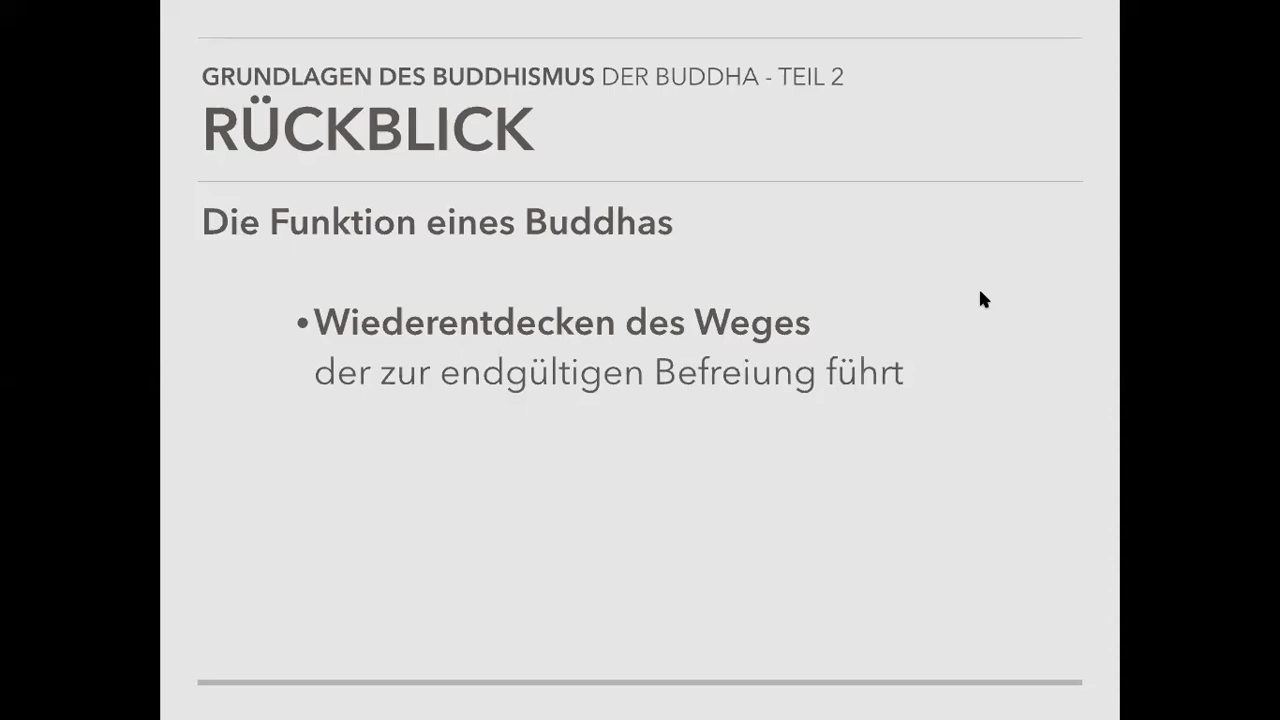 GRUNDLAGEN DES BUDDHISMUS DER BUDDHA - TEIL 2
RÜCKBLICK
Die Funktion eines Buddhas
•Wiederentdecken des Weges
der zur endgültigen Befreiung führt